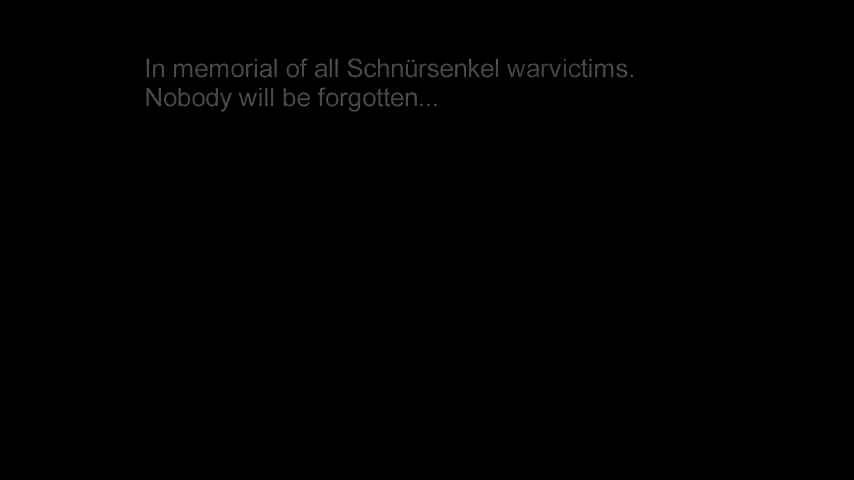 In memorial of all Schnürsenkel warvictims.
Nobody will be forgotten...